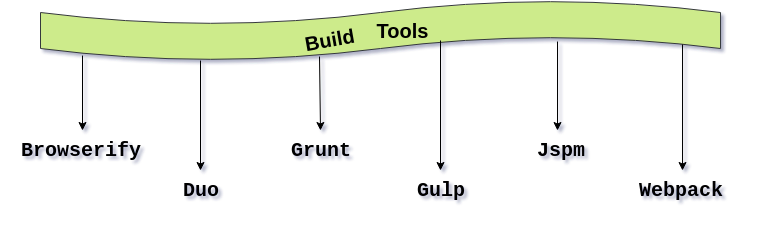 Build Tools
Browserify
Grunt
Jspm
Duo
Gulp
Webpack